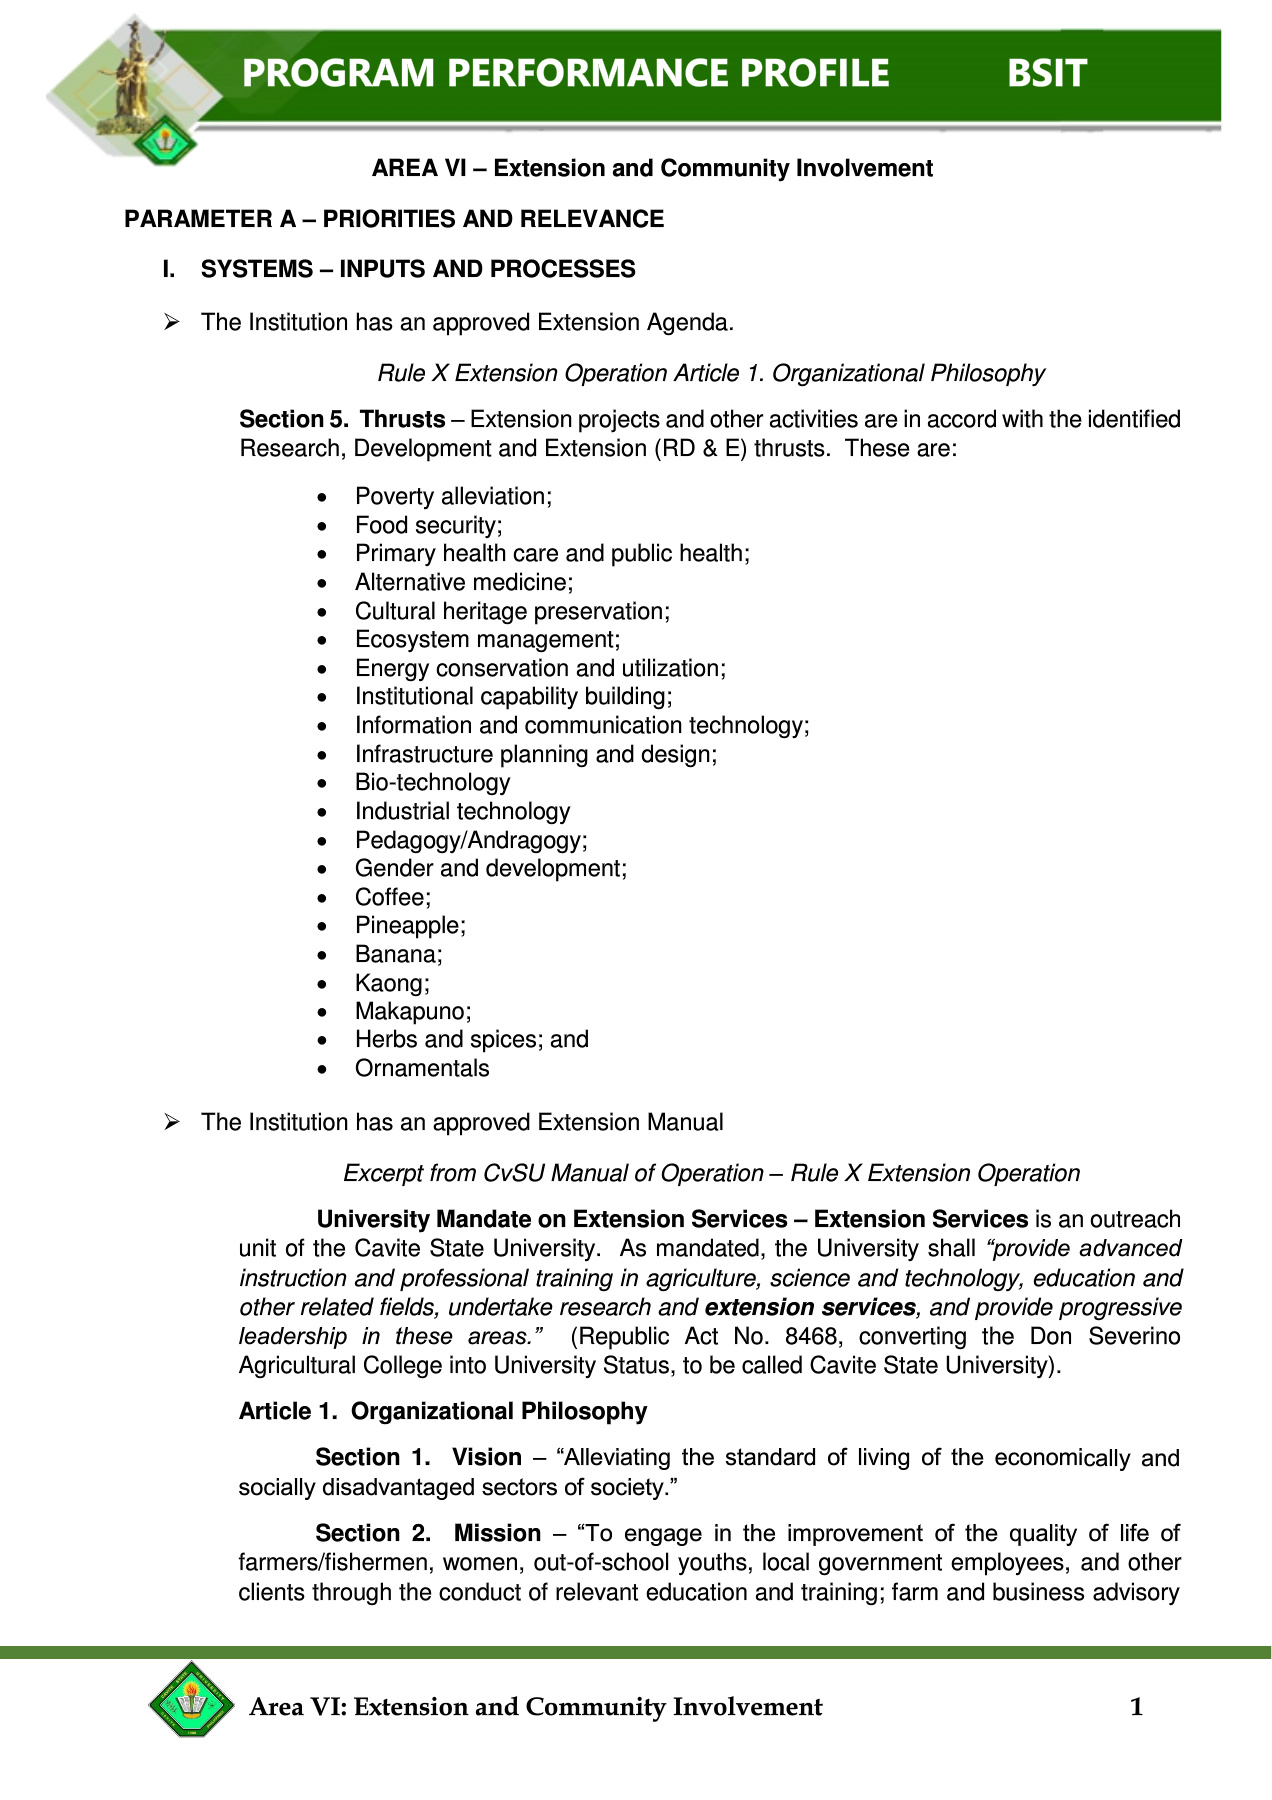 PROGRAM PERFORMANCE PROFILE BSIT
AREA VI – Extension and Community Involvement
PARAMETER A – PRIORITIES AND RELEVANCE
I. SYSTEMS – INPUTS AND PROCESSES
➢ The Institution has an approved Extension Agenda.
Rule X Extension Operation Article 1. Organizational Philosophy
Section 5. Thrusts – Extension projects and other activities are in accord with the identified
Research, Development and Extension (RD & E) thrusts. These are:
• Poverty alleviation;
• Food security;
• Primary health care and public health;
• Alternative medicine;
• Cultural heritage preservation;
• Ecosystem management;
• Energy conservation and utilization;
• Institutional capability building;
• Information and communication technology;
• Infrastructure planning and design;
• Bio-technology
• Industrial technology
• Pedagogy/Andragogy;
• Gender and development;
• Coffee;
• Pineapple;
• Banana;
• Kaong;
• Makapuno;
• Herbs and spices; and
• Ornamentals
➢ The Institution has an approved Extension Manual
Excerpt from CvSU Manual of Operation – Rule X Extension Operation
University Mandate on Extension Services – Extension Services is an outreach
unit of the Cavite State University. As mandated, the University shall “provide advanced
instruction and professional training in agriculture, science and technology, education and
other related fields, undertake research and extension services, and provide progressive
leadership in these areas.” (Republic Act No. 8468, converting the Don Severino
Agricultural College into University Status, to be called Cavite State University).
Article 1. Organizational Philosophy
Section 1. Vision – “Alleviating the standard of living of the economically and
socially disadvantaged sectors of society.”
Section 2. Mission – “To engage in the improvement of the quality of life of
farmers/fishermen, women, out-of-school youths, local government employees, and other
clients through the conduct of relevant education and training; farm and business advisory
Area VI: Extension and Community Involvement 1